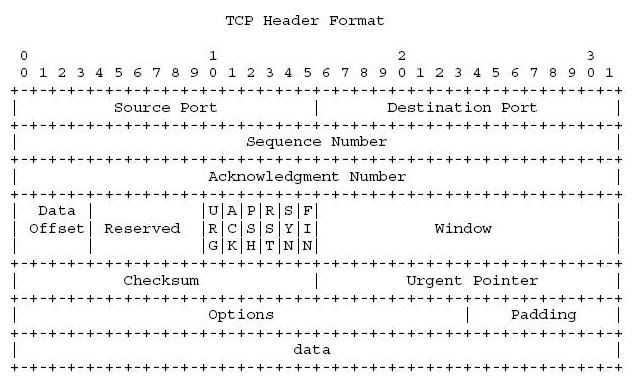 TCP Header Format
0                   1                   2                   3
0 1 2 3 4 5 6 7 8 9 0 1 2 3 4 5 6 7 8 9 0 1 2 3 4 5 6 7 8 9 0 1
+-+-+-+-+-+-+-+-+-+-+-+-+-+-+-+-+-+-+-+-+-+-+-+-+-+-+-+-+-+-+-+-+
|          Source Port          |       Destination Port        |
+-+-+-+-+-+-+-+-+-+-+-+-+-+-+-+-+-+-+-+-+-+-+-+-+-+-+-+-+-+-+-+-+
|                        Sequence Number                        |
+-+-+-+-+-+-+-+-+-+-+-+-+-+-+-+-+-+-+-+-+-+-+-+-+-+-+-+-+-+-+-+-+
|                    Acknowledgment Number                      |
+-+-+-+-+-+-+-+-+-+-+-+-+-+-+-+-+-+-+-+-+-+-+-+-+-+-+-+-+-+-+-+-+
|  Data |           |U|A|P|R|S|F|                               |
| Offset| Reserved  |R|C|S|S|Y|I|            Window             |
|       |           |G|K|H|T|N|N|                               |
+-+-+-+-+-+-+-+-+-+-+-+-+-+-+-+-+-+-+-+-+-+-+-+-+-+-+-+-+-+-+-+-+
|           Checksum            |         Urgent Pointer        |
+-+-+-+-+-+-+-+-+-+-+-+-+-+-+-+-+-+-+-+-+-+-+-+-+-+-+-+-+-+-+-+-+
|                    Options                    |    Padding    |
+-+-+-+-+-+-+-+-+-+-+-+-+-+-+-+-+-+-+-+-+-+-+-+-+-+-+-+-+-+-+-+-+
|                             data                              |
+-+-+-+-+-+-+-+-+-+-+-+-+-+-+-+-+-+-+-+-+-+-+-+-+-+-+-+-+-+-+-+-+